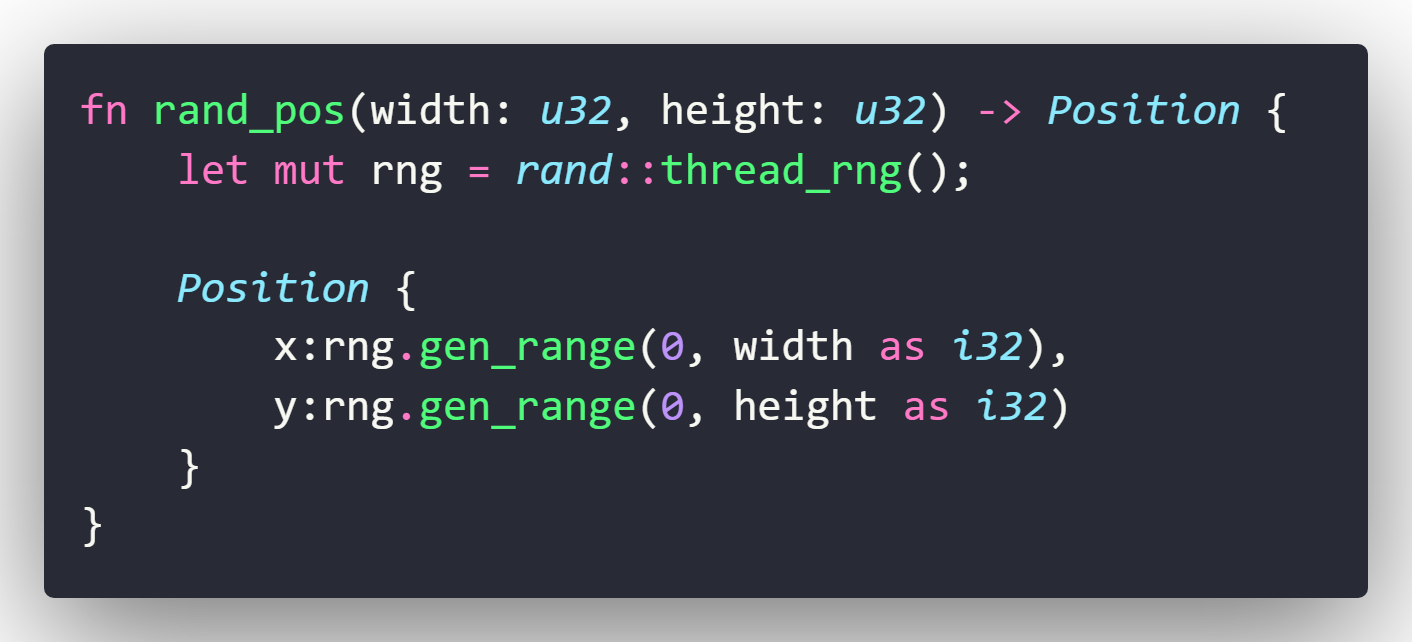 fn rand_pos(width: u32, height: u32) -> Position {
    let mut rng = rand::thread_rng();

    Position {
        x:rng.gen_range(0, width as i32),
        y:rng.gen_range(0, height as i32)
    }
}